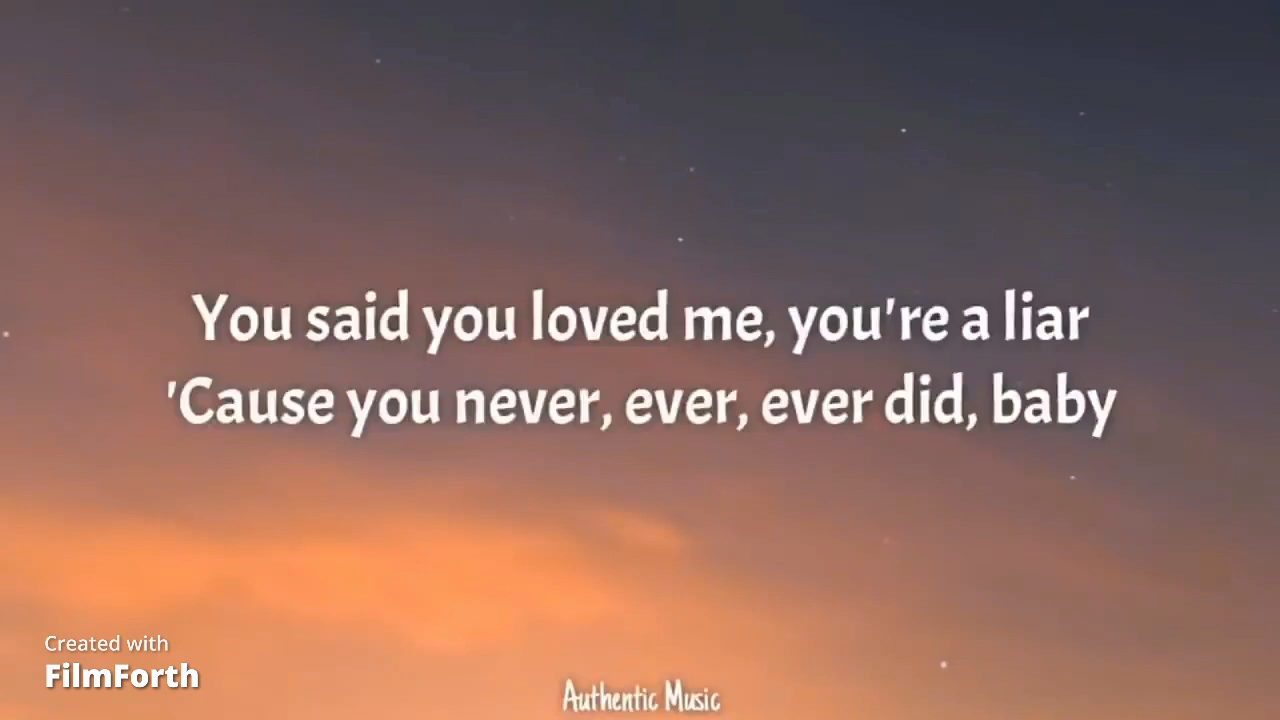 You said you loved me, you're a liar
'Cause you never, ever, ever did, baby
Created with
FilmForth
Authentic Music